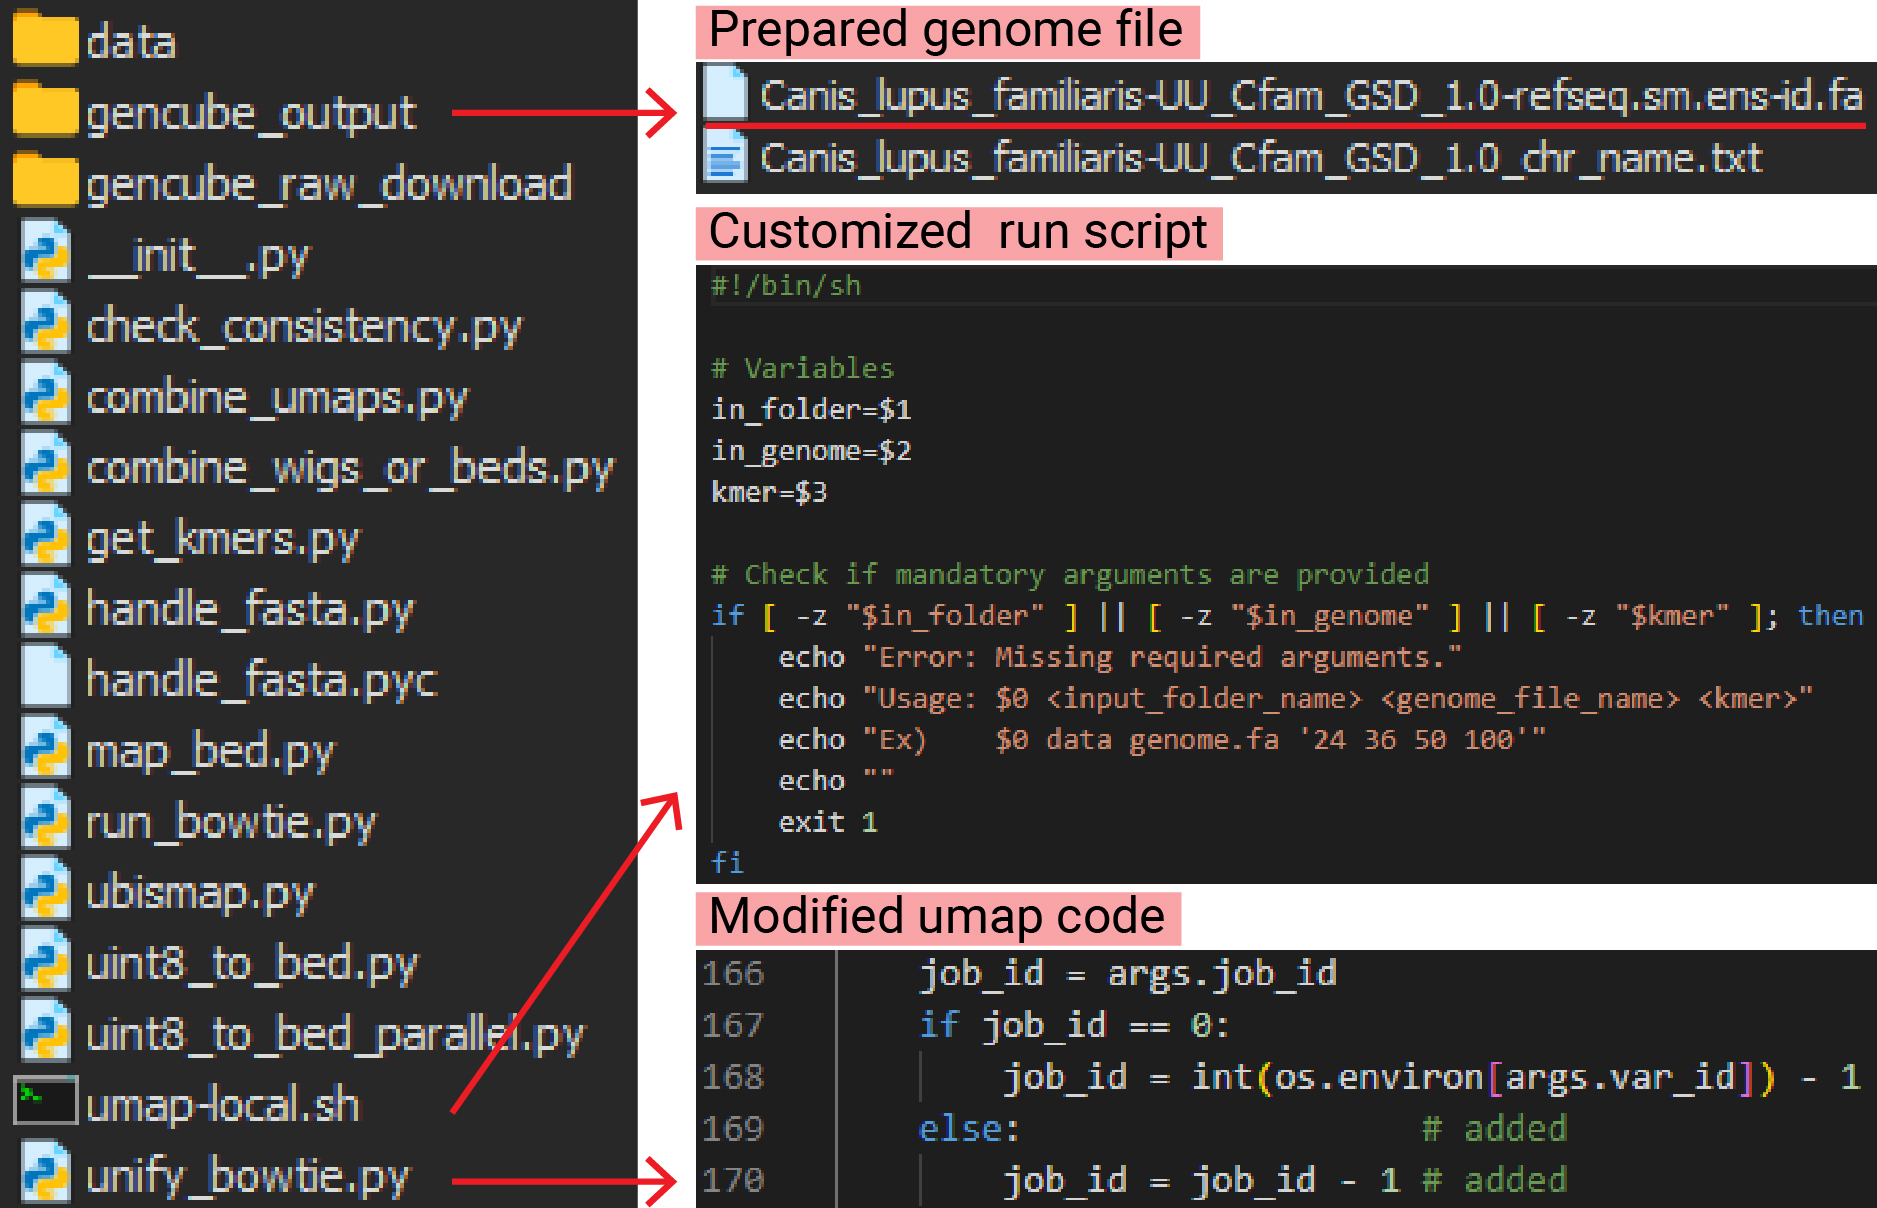 data
gencube_output
gencube_raw_download
__init__.py
check_consistency.py
combine_umaps.py
combine_wigs_or_beds.py
get_kmers.py
handle_fasta.py
handle_fasta.pyc
map_bed.py
run_bowtie.py
ubismap.py
uint8_to_bed.py
uint8_to_bed_parallel.py
umap-local.sh
unify_bowtie.py
Prepared genome file
Canis_lupus_familiaris-UU_Cfam_GSD_1.0-refseq.sm.ens-id.fa
Canis_lupus_familiaris-UU_Cfam_GSD_1.0_chr_name.txt
Customized  run script
#!/bin/sh
# Variables
in_folder=$1
in_genome=$2
kmer=$3
# Check if mandatory arguments are provided
if [ -z "$in_folder" ] || [ -z "$in_genome" ] || [ -z "$kmer" ]; then
    echo "Error: Missing required arguments."
    echo "Usage: $0 <input_folder_name> <genome_file_name> <kmer>"
    echo "Ex)    $0 data genome.fa '24 36 50 100'"
    echo ""
    exit 1
fi
Modified umap code
166 job_id = args.job_id
167 if job_id == 0:
168     job_id = int(os.environ[args.var_id]) - 1
169 else:                   # added
170     job_id = job_id - 1 # added